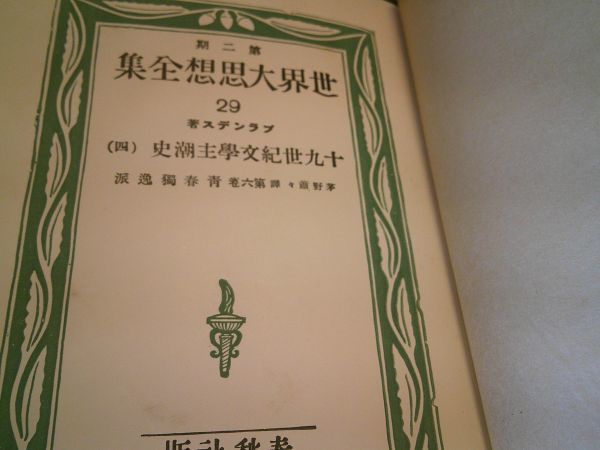 第二期
世界大思想全集
29
ブランデス著
十九世紀文學主潮史 (四)
茅野蕭々譯 第六卷 青春獨逸派
春秋社版